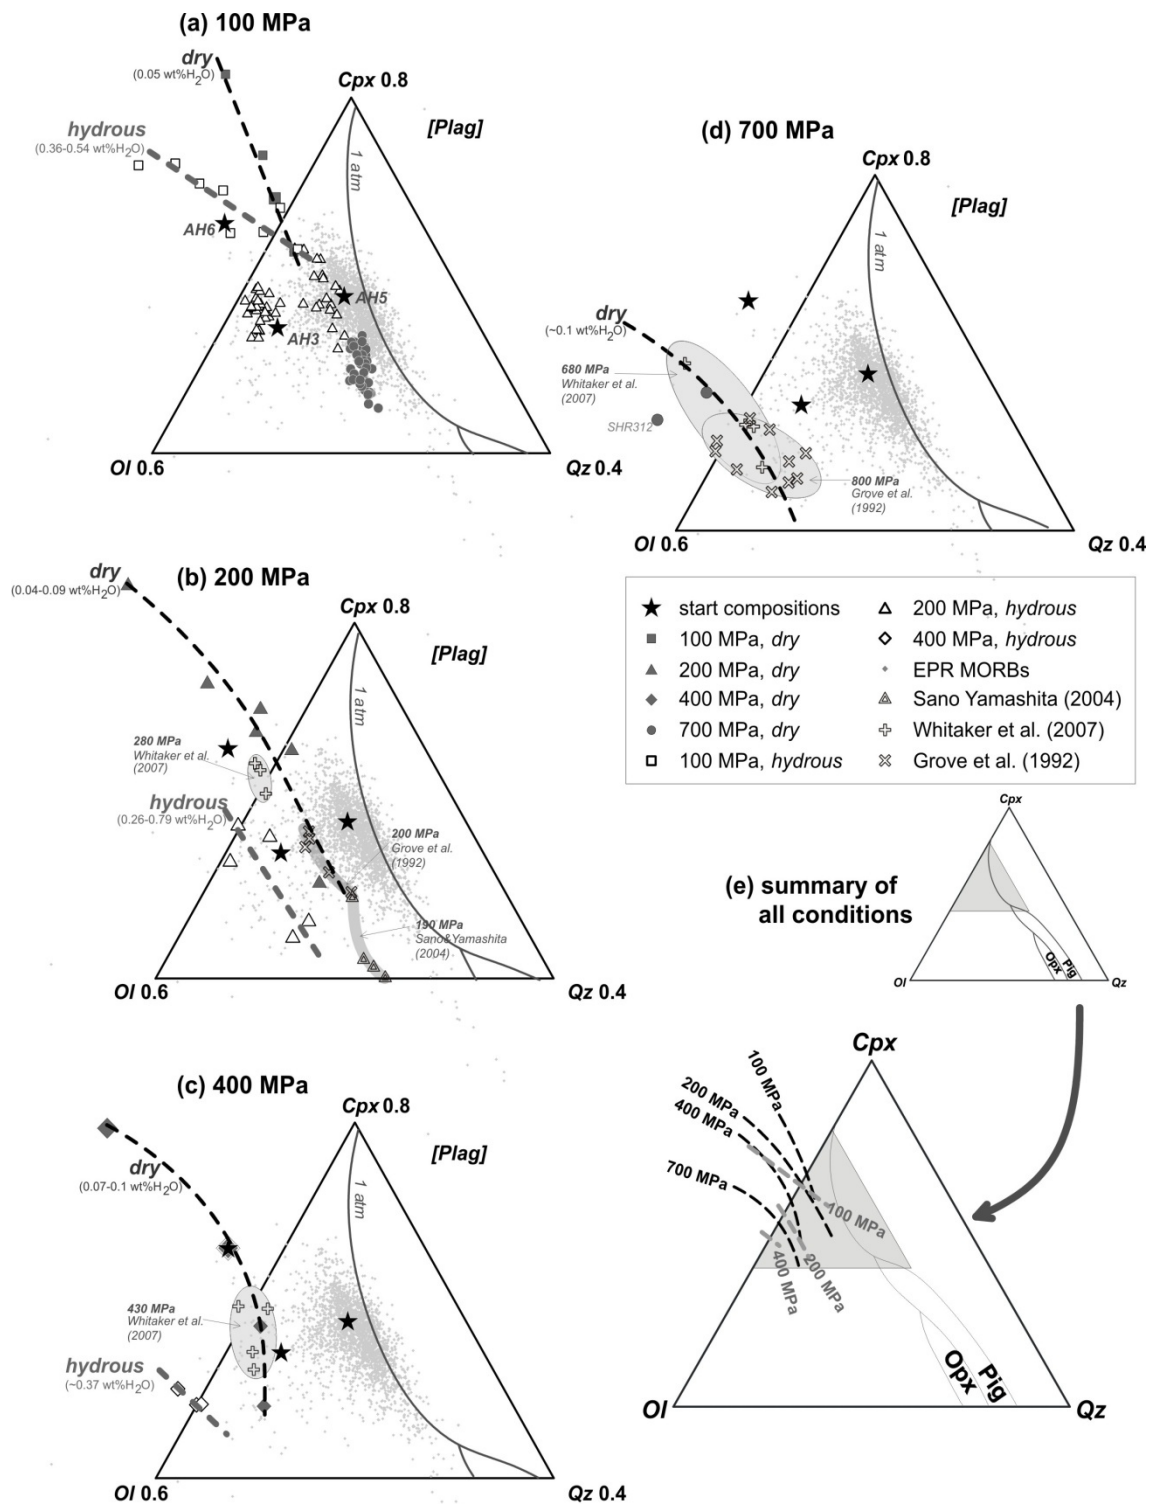 (a) 100 MPa
dry
(0.05 wt%H2O)
Cpx 0.8
[Plag]
hydrous
(0.36-0.54 wt%H2O)
1 atm
AH6
AH5
AH3
Ol 0.6
Qz 0.4
(d) 700 MPa
Cpx 0.8
[Plag]
1 atm
dry
(~0.1 wt%H2O)
680 MPa
Whitaker et al.
(2007)
SHR312
800 MPa
Grove et al.
(1992)
Ol 0.6
Qz 0.4
(b) 200 MPa
dry
(0.04-0.09 wt%H2O)
Cpx 0.8
[Plag]
1 atm
280 MPa
Whitaker et al.
(2007)
hydrous
(0.26-0.79 wt%H2O)
200 MPa
Grove et al.
(1992)
190 MPa
Sano&Yamashita
(2004)
Ol 0.6
Qz 0.4
start compositions
100 MPa, dry
200 MPa, dry
400 MPa, dry
700 MPa, dry
100 MPa, hydrous
200 MPa, hydrous
400 MPa, hydrous
EPR MORBs
Sano Yamashita (2004)
Whitaker et al. (2007)
Grove et al. (1992)
(c) 400 MPa
Cpx 0.8
[Plag]
1 atm
dry
(0.07-0.1 wt%H2O)
430 MPa
Whitaker et al.
(2007)
hydrous
(~0.37 wt%H2O)
Ol 0.6
Qz 0.4
(e) summary of
all conditions
Cpx
Opx
Pig
Ol
Qz
Cpx
100 MPa
200 MPa
400 MPa
700 MPa
100 MPa
200 MPa
400 MPa
Opx
Pig
Ol
Qz